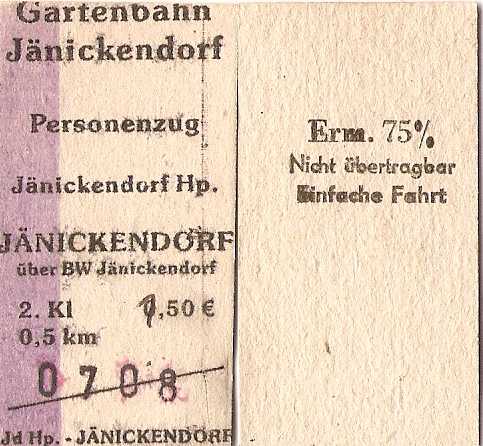 Gartenbahn
Jänickendorf
Personenzug
Jänickendorf Hp.
JÄNICKENDORF
über BW Jänickendorf
2. Kl ,50 €
0,5 km
0708
Jd Hp. - JÄNICKENDORF
Erm. 75%
Nicht übertragbar
Einfache Fahrt